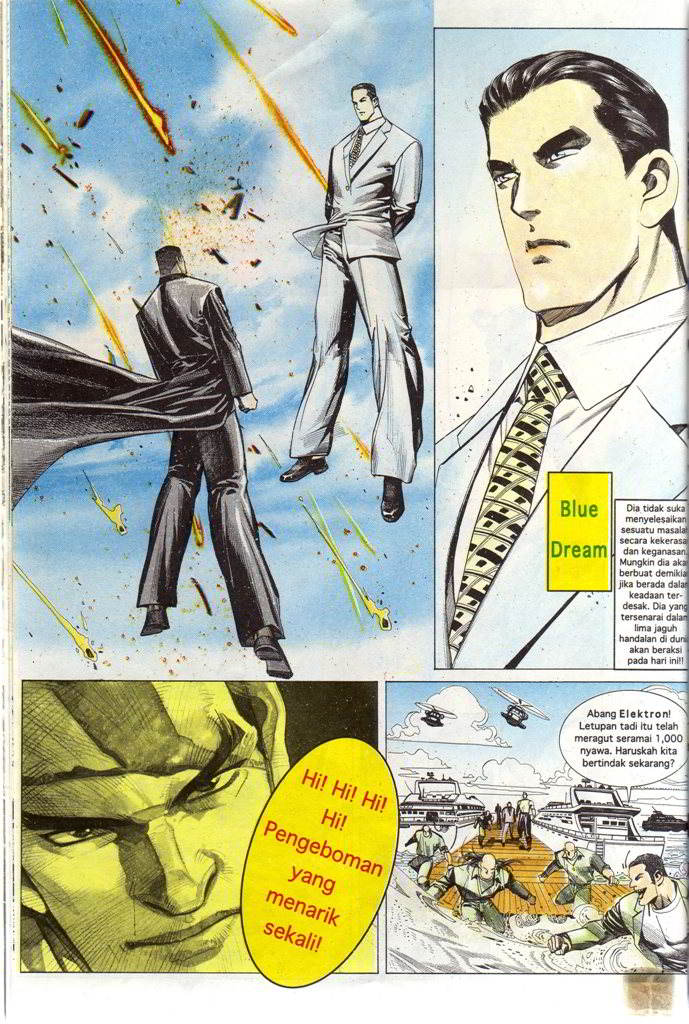 Blue
Dream
Dia tidak suka
menyelesaikan
sesuatu masala
secara kekerasa
dan keganasan.
Mungkin dia aka
berbuat demikia
jika berada dala
keadaan ter-
desak. Dia yang
tersenarai dalam
lima jaguh
handalan di duni
akan beraksi
pada hari ini!!
Hi! Hi! Hi!
Hi!
Pengeboman
yang
menarik
sekali!
Abang Elektron!
Letupan tadi itu telah
meragut seramai 1,000
nyawa. Haruskah kita
bertindak sekarang?